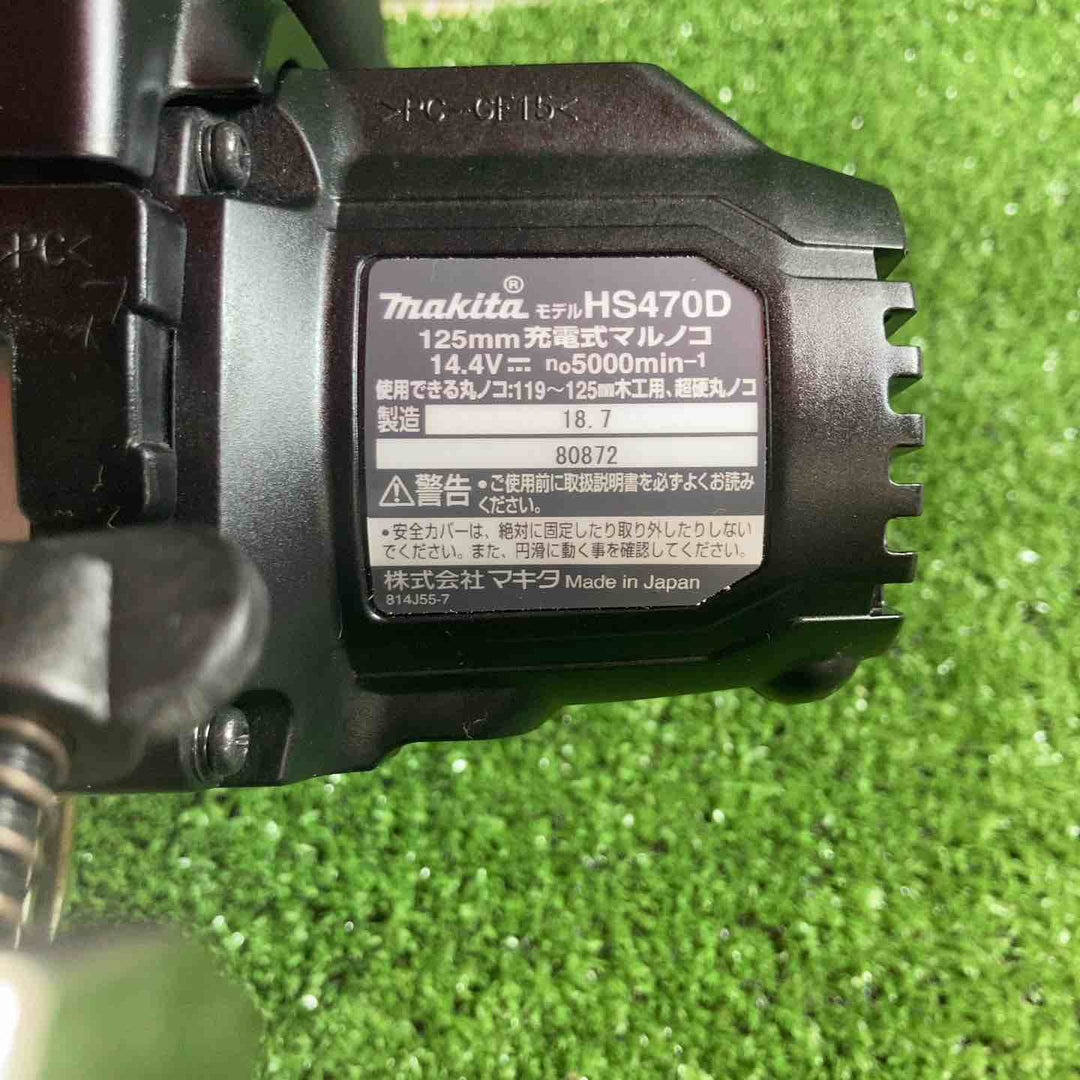 >PC-GF15<
>PC<
makita® モデルHS470D
125mm 充電式マルノコ
14.4V⎓ n₀5000min⁻¹
使用できる丸ノコ:119～125㎜木工用、超硬丸ノコ
製造 18.7
80872
⚠警告 •ご使用前に取扱説明書を必ずよくお読み
ください。
•安全カバーは、絶対に固定したり取り外したりしない
でください。また、円滑に動く事を確認してください。
株式会社マキタ Made in Japan
814J55-7